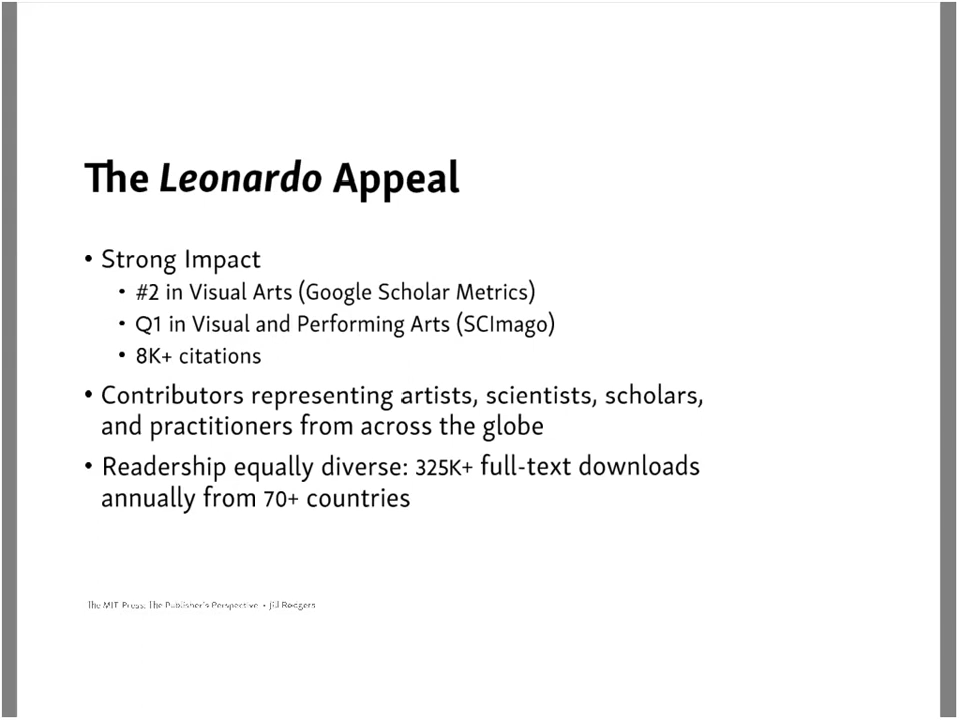 The Leonardo Appeal
• Strong Impact
• #2 in Visual Arts (Google Scholar Metrics)
• Q1 in Visual and Performing Arts (SCImago)
• 8K+ citations
• Contributors representing artists, scientists, scholars,
and practitioners from across the globe
• Readership equally diverse: 325K+ full-text downloads
annually from 70+ countries
The MIT Press: The Publisher's Perspective • Jill Rodgers